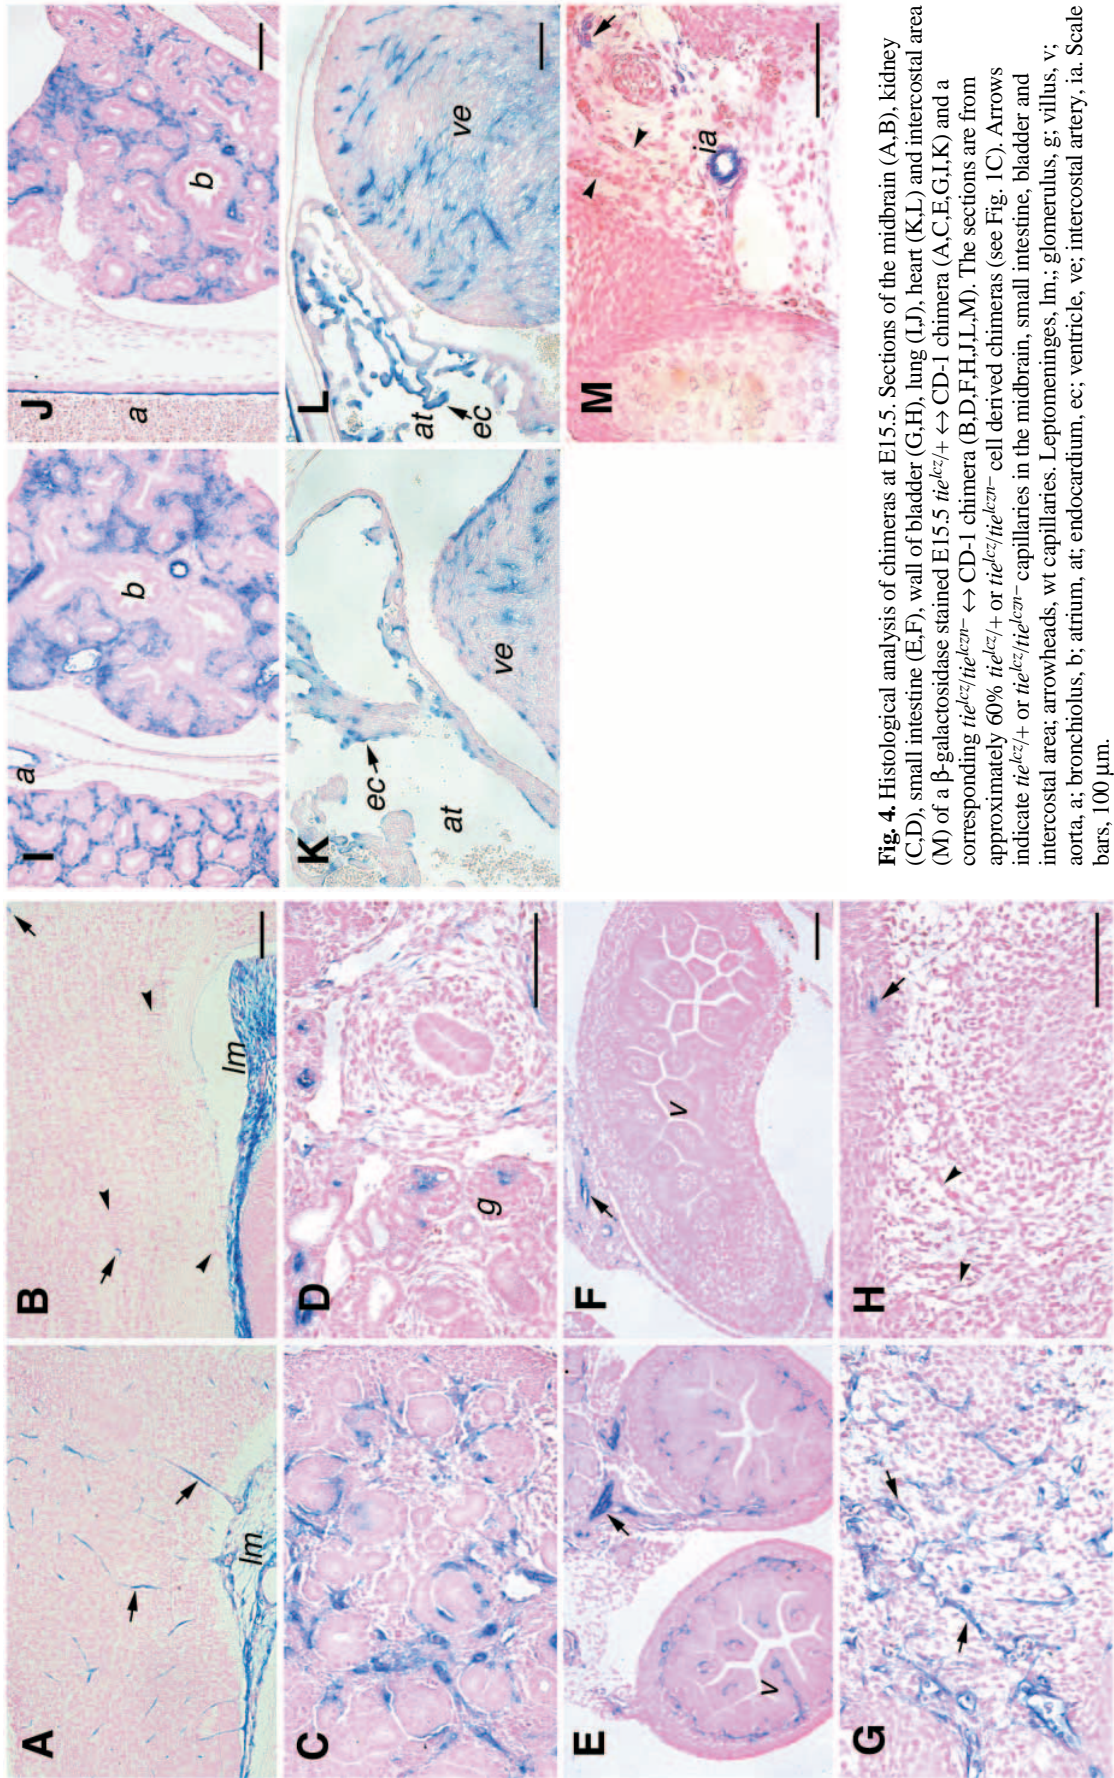 A
lm
B
lm
I
a
b
J
a
b
C
D
g
K
ec
at
ve
L
at
ec
ve
E
v
F
v
M
ia
G
H
Fig. 4. Histological analysis of chimeras at E15.5. Sections of the midbrain (A,B), kidney
(C,D), small intestine (E,F), wall of bladder (G,H), lung (I,J), heart (K,L) and intercostal area
(M) of a β-galactosidase stained E15.5 tie^lcz/+ ↔ CD-1 chimera (A,C,E,G,I,K) and a
corresponding tie^lcz/tie^lczn− ↔ CD-1 chimera (B,D,F,H,J,L,M). The sections are from
approximately 60% tie^lcz/+ or tie^lcz/tie^lczn− cell derived chimeras (see Fig. 1C). Arrows
indicate tie^lcz/+ or tie^lcz/tie^lczn− capillaries in the midbrain, small intestine, bladder and
intercostal area; arrowheads, wt capillaries. Leptomeninges, lm,; glomerulus, g; villus, v;
aorta, a; bronchiolus, b; atrium, at; endocardium, ec; ventricle, ve; intercostal artery, ia. Scale
bars, 100 μm.